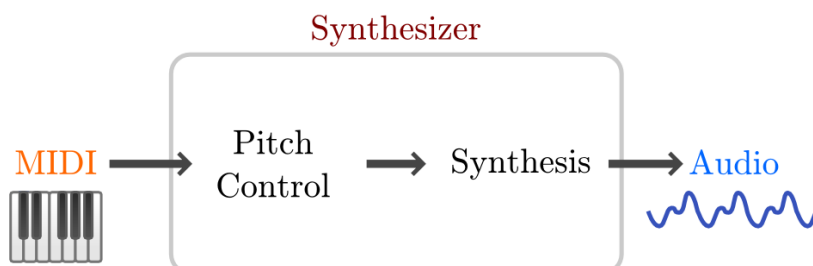 Synthesizer
MIDI
Pitch
Control
Synthesis
Audio